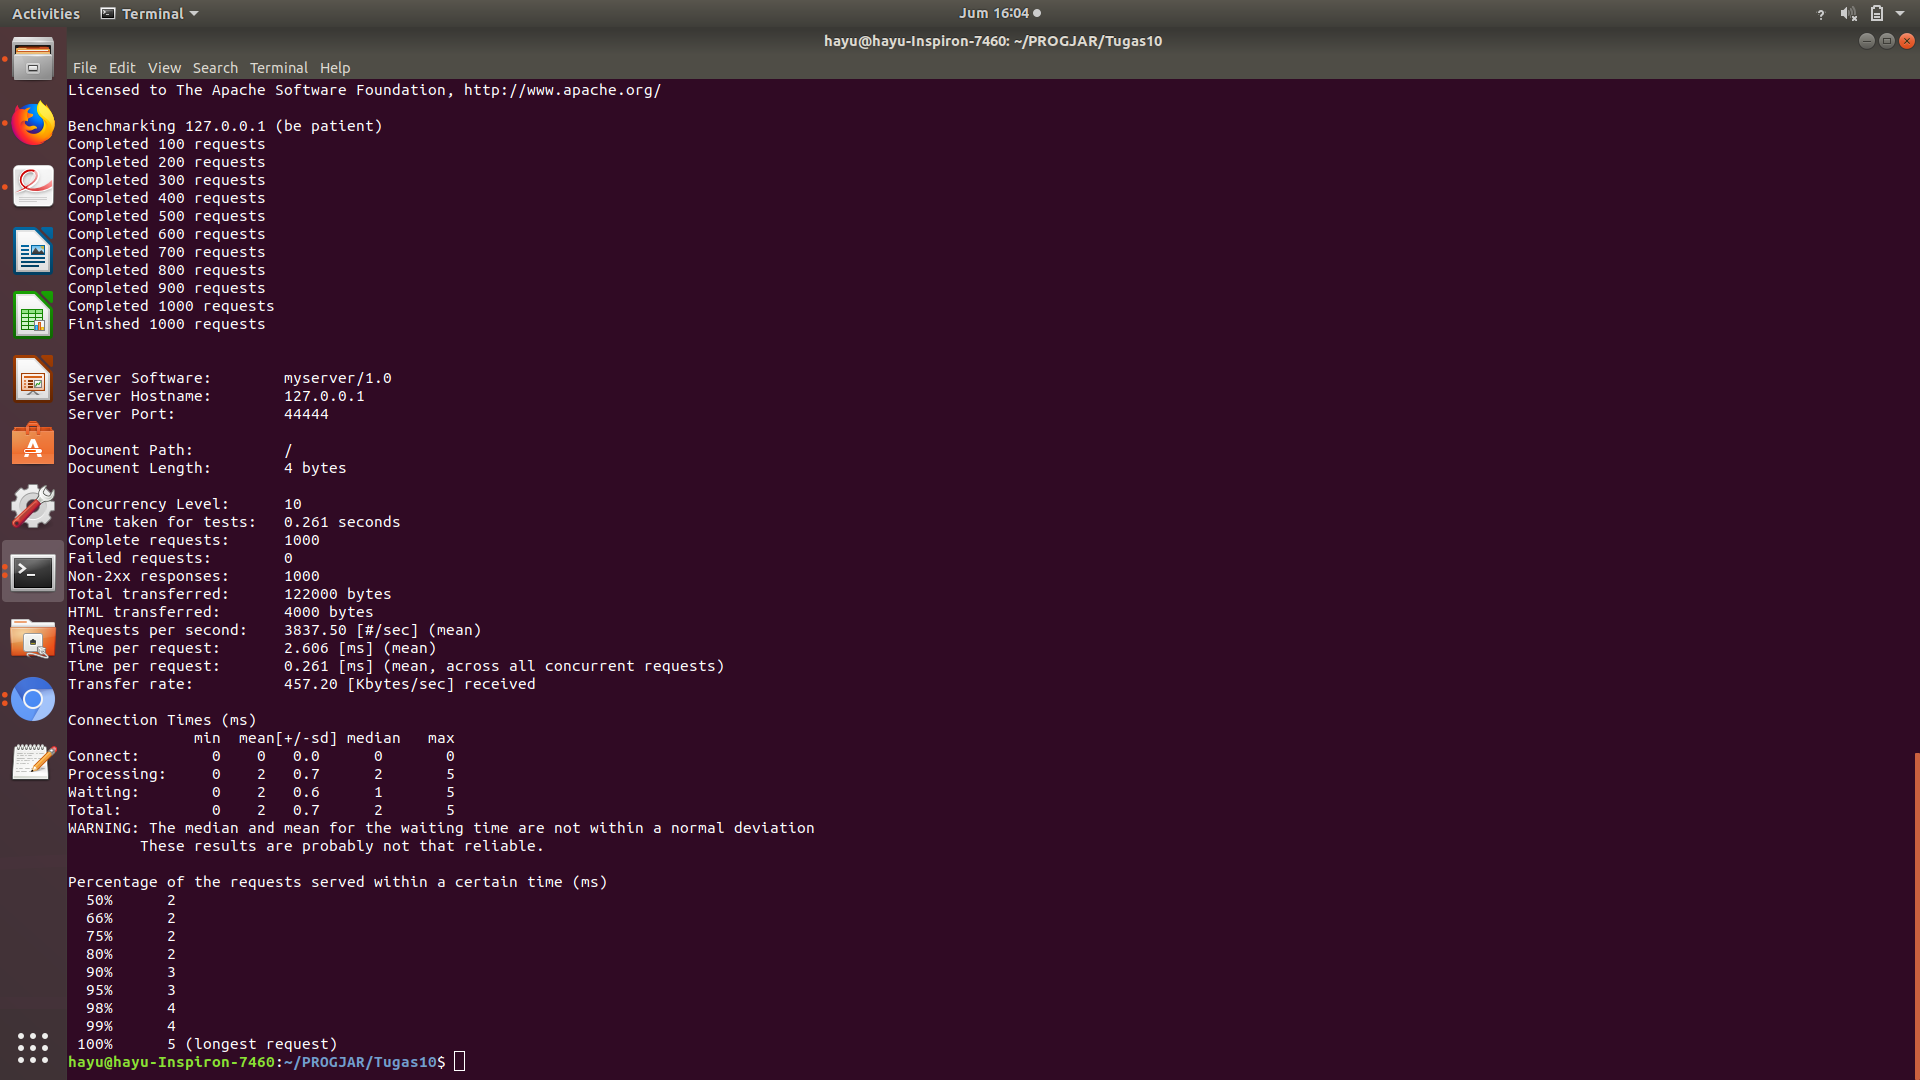 Activities Terminal Jum 16:04
hayu@hayu-Inspiron-7460: ~/PROGJAR/Tugas10
File Edit View Search Terminal Help
Licensed to The Apache Software Foundation, http://www.apache.org/
Benchmarking 127.0.0.1 (be patient)
Completed 100 requests
Completed 200 requests
Completed 300 requests
Completed 400 requests
Completed 500 requests
Completed 600 requests
Completed 700 requests
Completed 800 requests
Completed 900 requests
Completed 1000 requests
Finished 1000 requests
Server Software:        myserver/1.0
Server Hostname:        127.0.0.1
Server Port:            44444
Document Path:          /
Document Length:        4 bytes
Concurrency Level:      10
Time taken for tests:   0.261 seconds
Complete requests:      1000
Failed requests:        0
Non-2xx responses:      1000
Total transferred:      122000 bytes
HTML transferred:       4000 bytes
Requests per second:    3837.50 [#/sec] (mean)
Time per request:       2.606 [ms] (mean)
Time per request:       0.261 [ms] (mean, across all concurrent requests)
Transfer rate:          457.20 [Kbytes/sec] received
Connection Times (ms)
              min  mean[+/-sd] median   max
Connect:        0    0   0.0      0       0
Processing:     0    2   0.7      2       5
Waiting:        0    2   0.6      1       5
Total:          0    2   0.7      2       5
WARNING: The median and mean for the waiting time are not within a normal deviation
        These results are probably not that reliable.
Percentage of the requests served within a certain time (ms)
  50%      2
  66%      2
  75%      2
  80%      2
  90%      3
  95%      3
  98%      4
  99%      4
 100%      5 (longest request)
hayu@hayu-Inspiron-7460:~/PROGJAR/Tugas10$